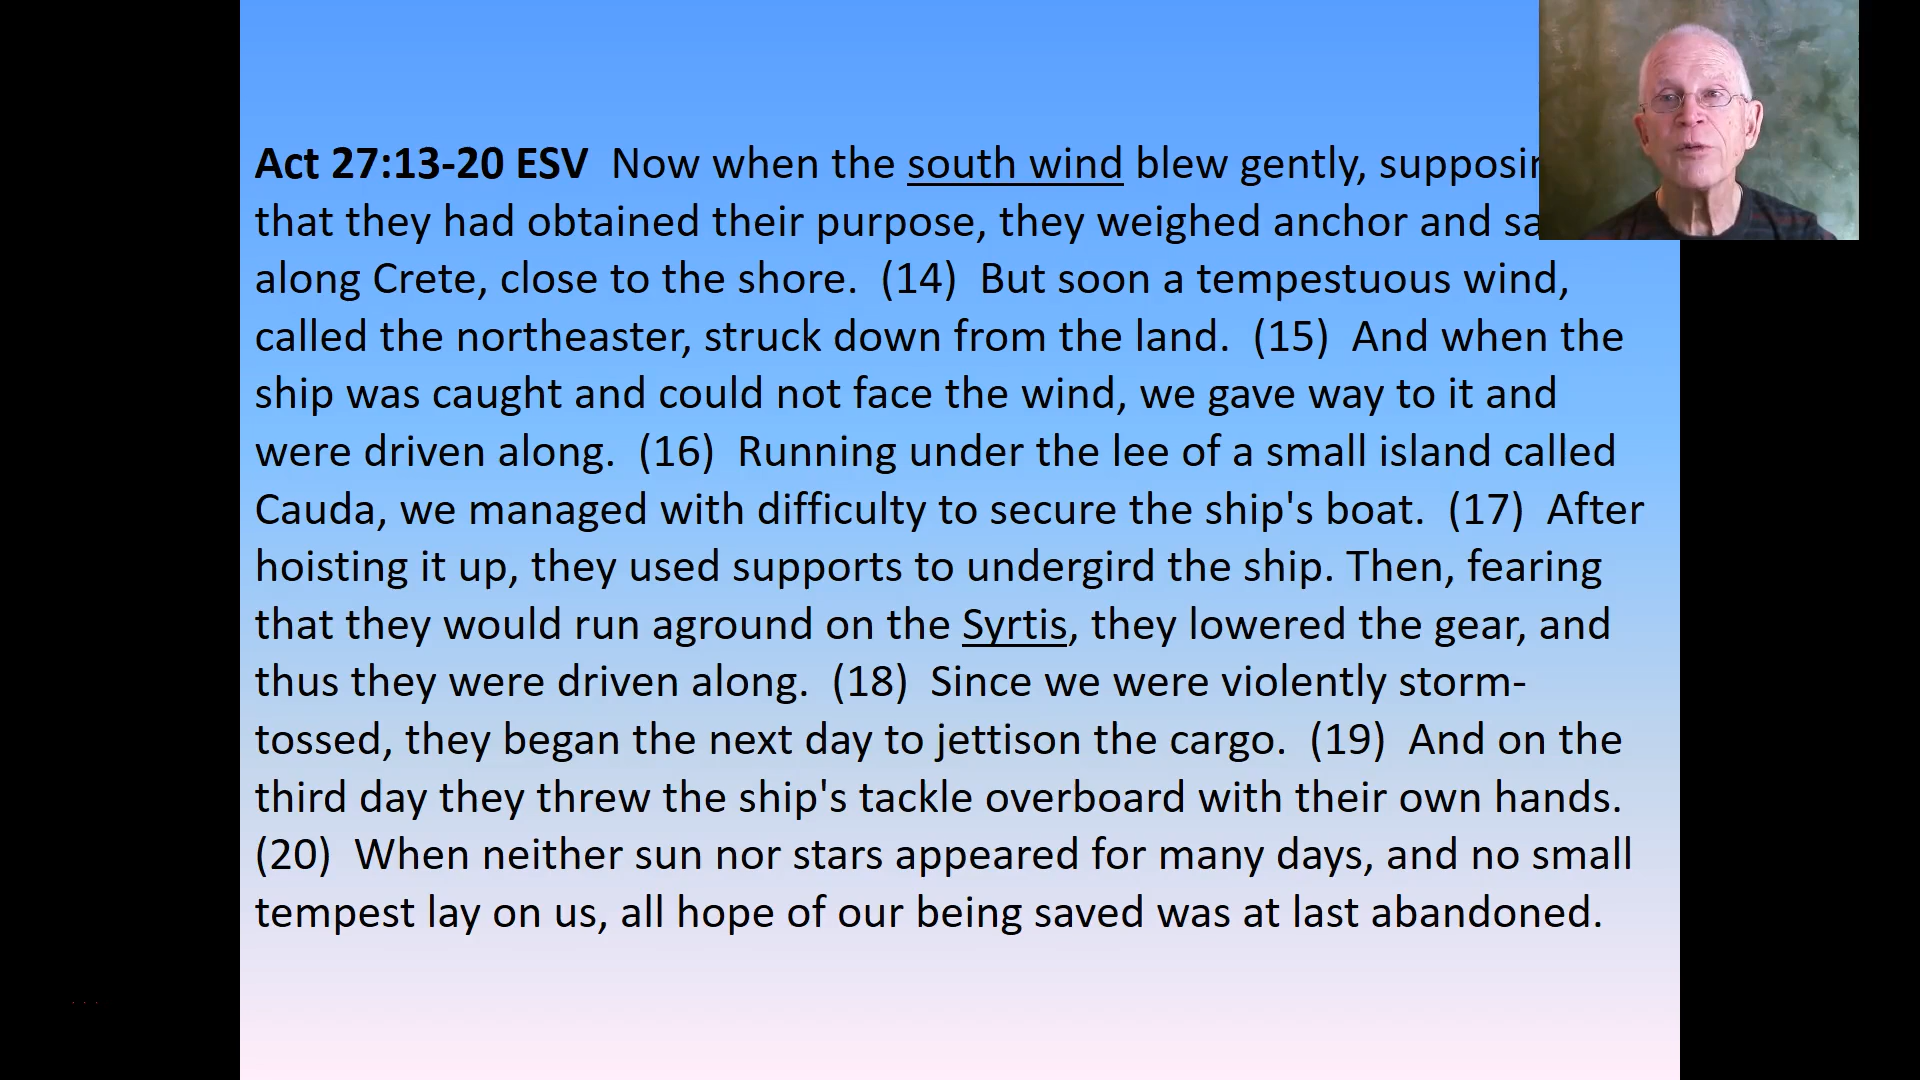 Act 27:13-20 ESV  Now when the south wind blew gently,
that they had obtained their purpose, they weighed anchor and
along Crete, close to the shore.  (14)  But soon a tempestuous wind,
called the northeaster, struck down from the land.  (15)  And when the
ship was caught and could not face the wind, we gave way to it and
were driven along.  (16)  Running under the lee of a small island called
Cauda, we managed with difficulty to secure the ship's boat.  (17)  After
hoisting it up, they used supports to undergird the ship. Then, fearing
that they would run aground on the Syrtis, they lowered the gear, and
thus they were driven along.  (18)  Since we were violently storm-
tossed, they began the next day to jettison the cargo.  (19)  And on the
third day they threw the ship's tackle overboard with their own hands.
(20)  When neither sun nor stars appeared for many days, and no small
tempest lay on us, all hope of our being saved was at last abandoned.